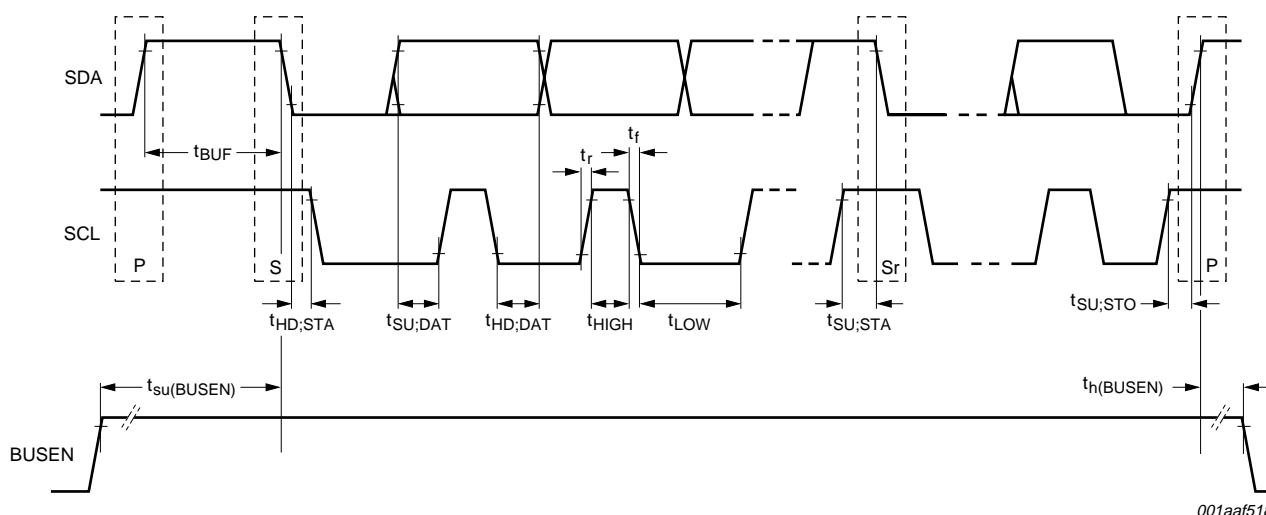 SDA
tBUF
tf
tr
SCL
P
S
Sr
P
tHD;STA
tSU;DAT
tHD;DAT
tHIGH
tLOW
tSU;STA
tSU;STO
tsu(BUSEN)
th(BUSEN)
BUSEN